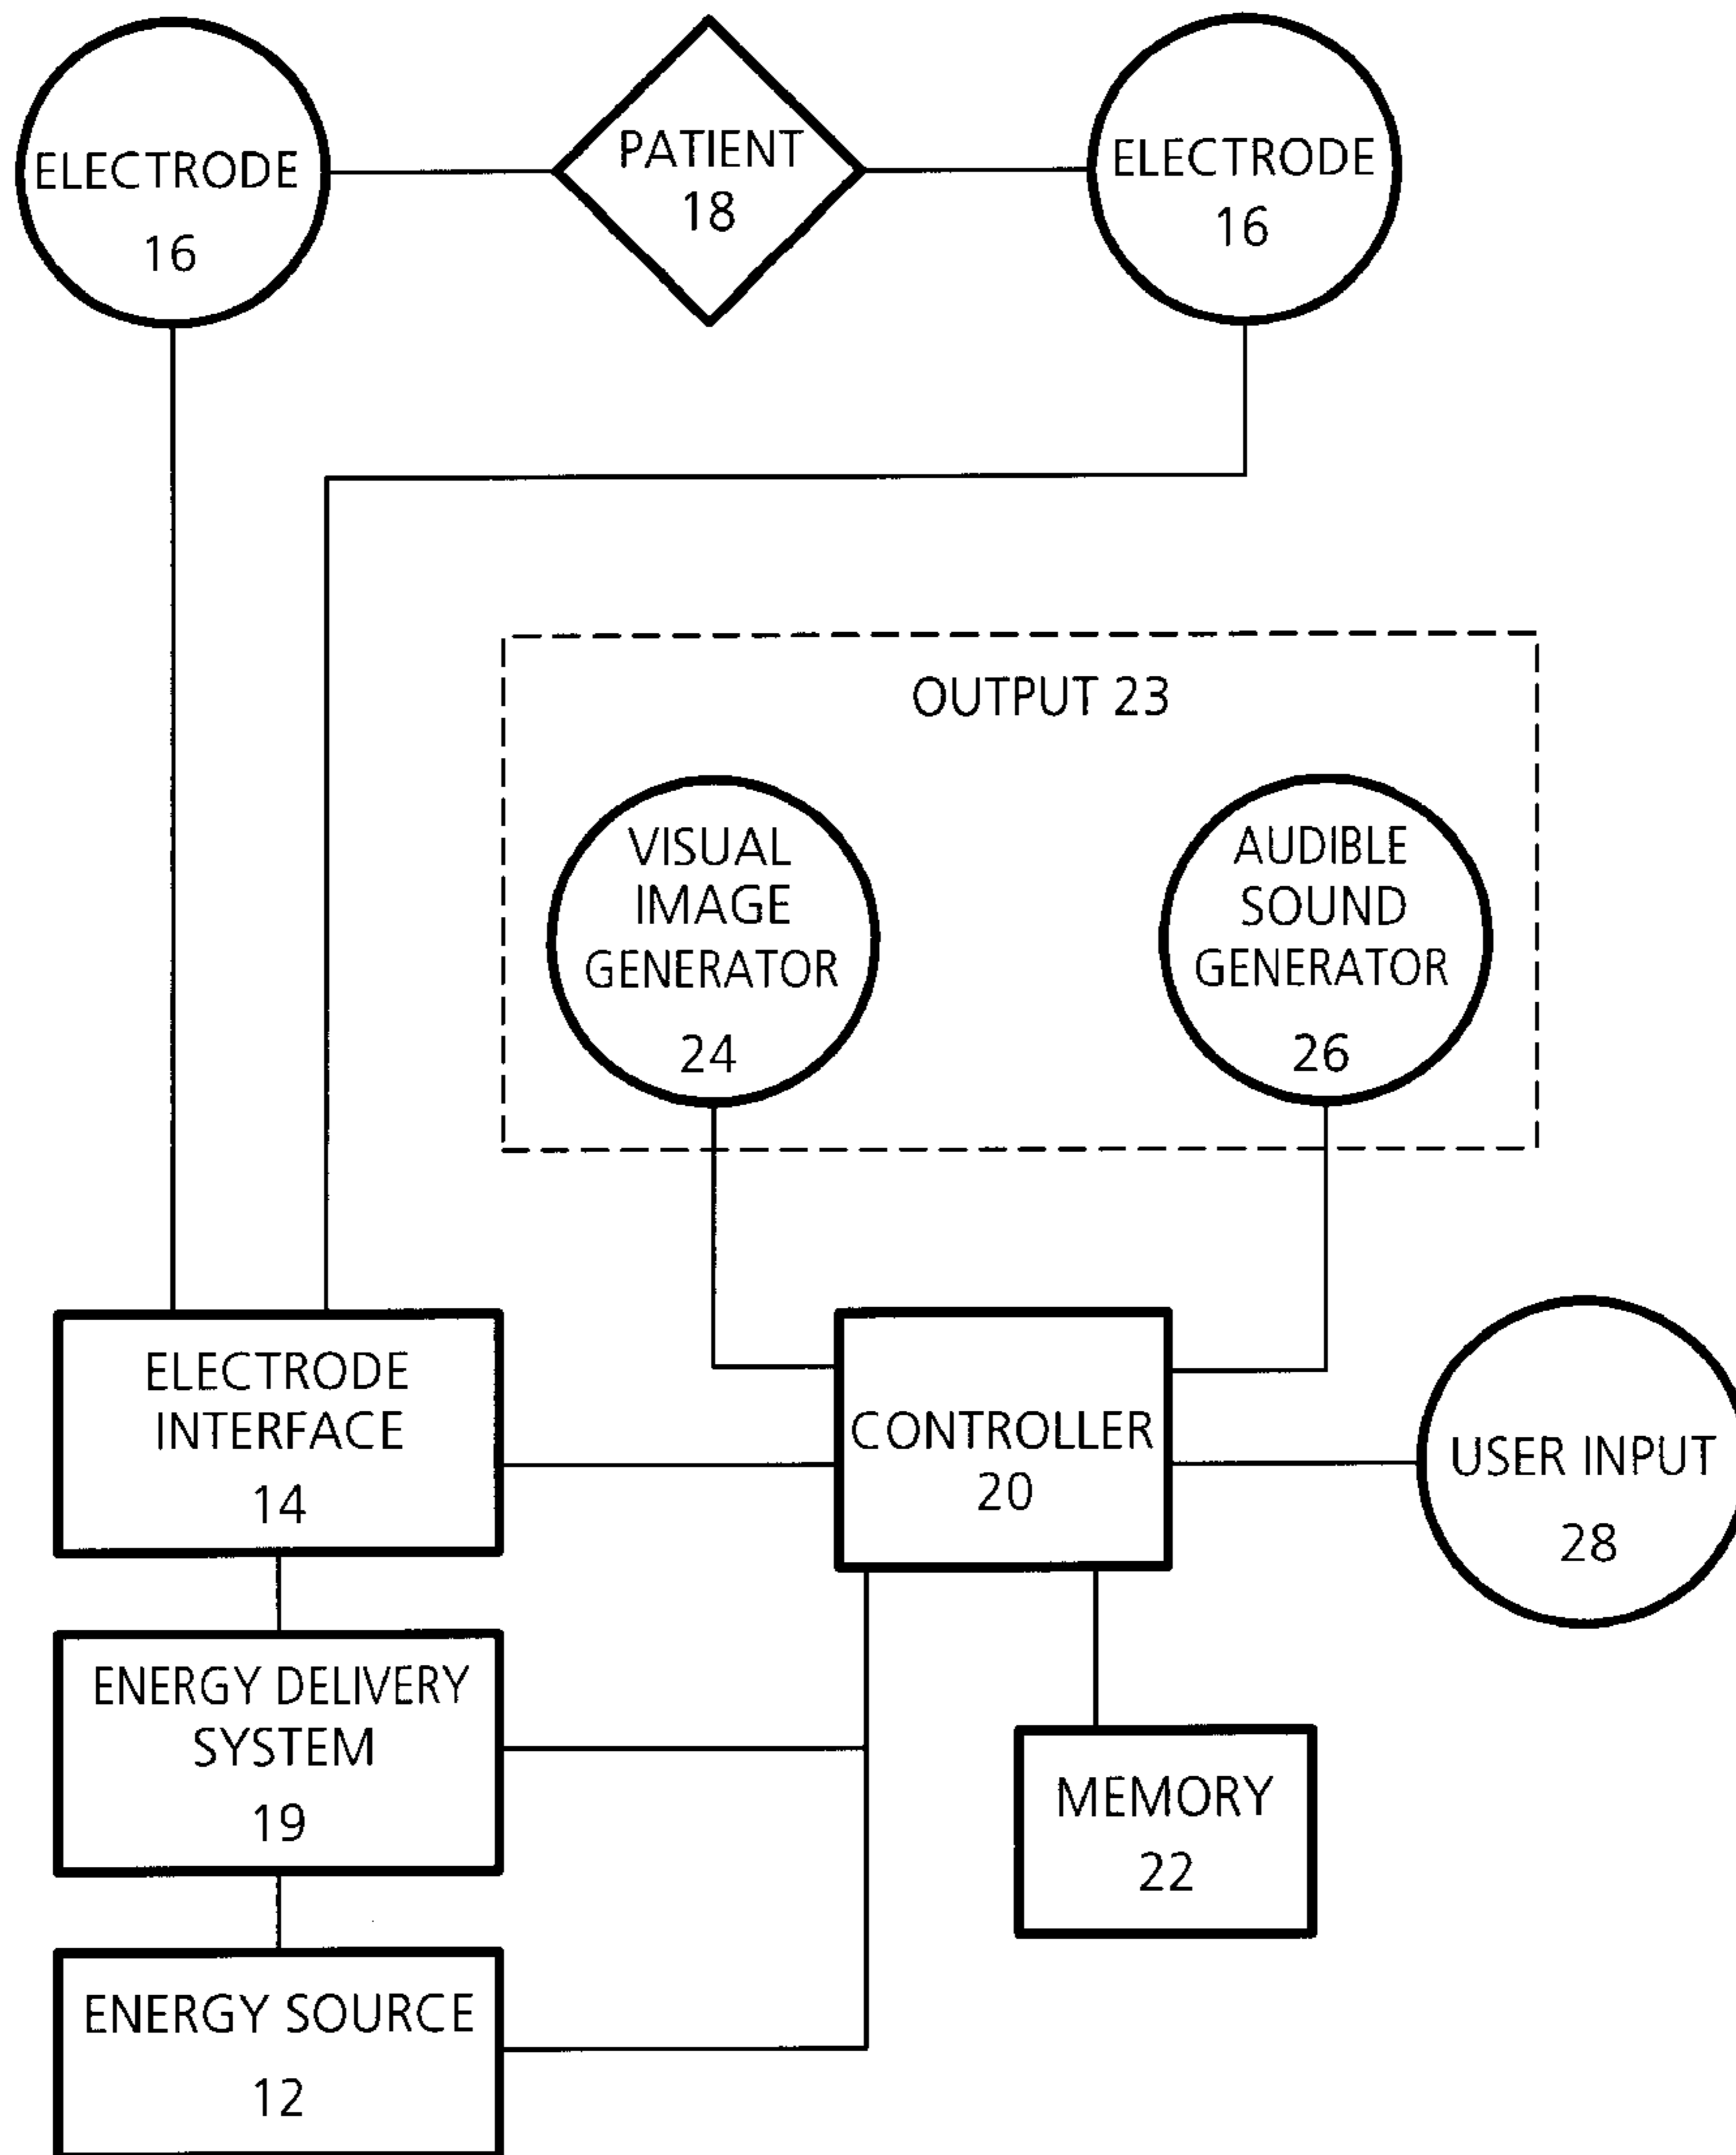 ELECTRODE
16
PATIENT
18
ELECTRODE
16
OUTPUT 23
VISUAL
IMAGE
GENERATOR
24
AUDIBLE
SOUND
GENERATOR
26
ELECTRODE
INTERFACE
14
CONTROLLER
20
USER INPUT
28
ENERGY DELIVERY
SYSTEM
19
MEMORY
22
ENERGY SOURCE
12